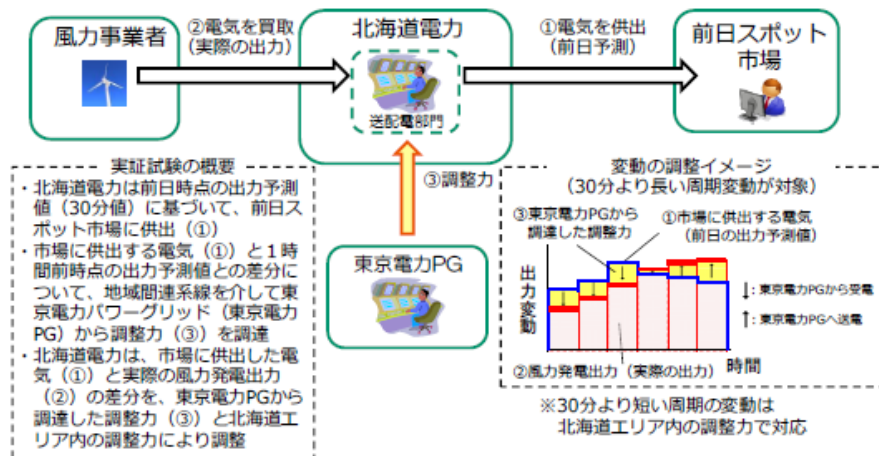 風力事業者
②電気を買取
(実際の出力)
北海道電力
送配電部門
①電気を供出
(前日予測)
前日スポット
市場
③調整力
東京電力PG
実証試験の概要
・北海道電力は前日時点の出力予測
値（30分値）に基づいて、前日ス
ポット市場に供出（①）
・市場に供出する電気（①）と１時
間前時点の出力予測値との差分に
ついて、地域間連系線を介して東
京電力パワーグリッド（東京電力
PG）から調整力（③）を調達
・北海道電力は、市場に供出した電
気（①）と実際の風力発電出力
（②）の差分を、東京電力PGから
調達した調整力（③）と北海道エ
リア内の調整力により調整
変動の調整イメージ
（30分より長い周期変動が対象）
③東京電力PGから
調達した調整力
①市場に供出する電気
（前日の出力予測値）
出力変動
↓：東京電力PGから受電
↑：東京電力PGへ送電
時間
②風力発電出力（実際の出力）
※30分より短い周期の変動は
北海道エリア内の調整力で対応